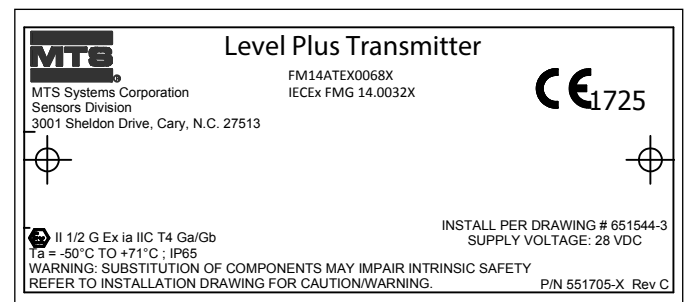 MTS
®
Level Plus Transmitter
FM14ATEX0068X
IECEx FMG 14.0032X
CE 1725
MTS Systems Corporation
Sensors Division
3001 Sheldon Drive, Cary, N.C. 27513
Ex II 1/2 G Ex ia IIC T4 Ga/Gb
Ta = -50°C TO +71°C ; IP65
INSTALL PER DRAWING # 651544-3
SUPPLY VOLTAGE: 28 VDC
WARNING: SUBSTITUTION OF COMPONENTS MAY IMPAIR INTRINSIC SAFETY
REFER TO INSTALLATION DRAWING FOR CAUTION/WARNING.
P/N 551705-X Rev C